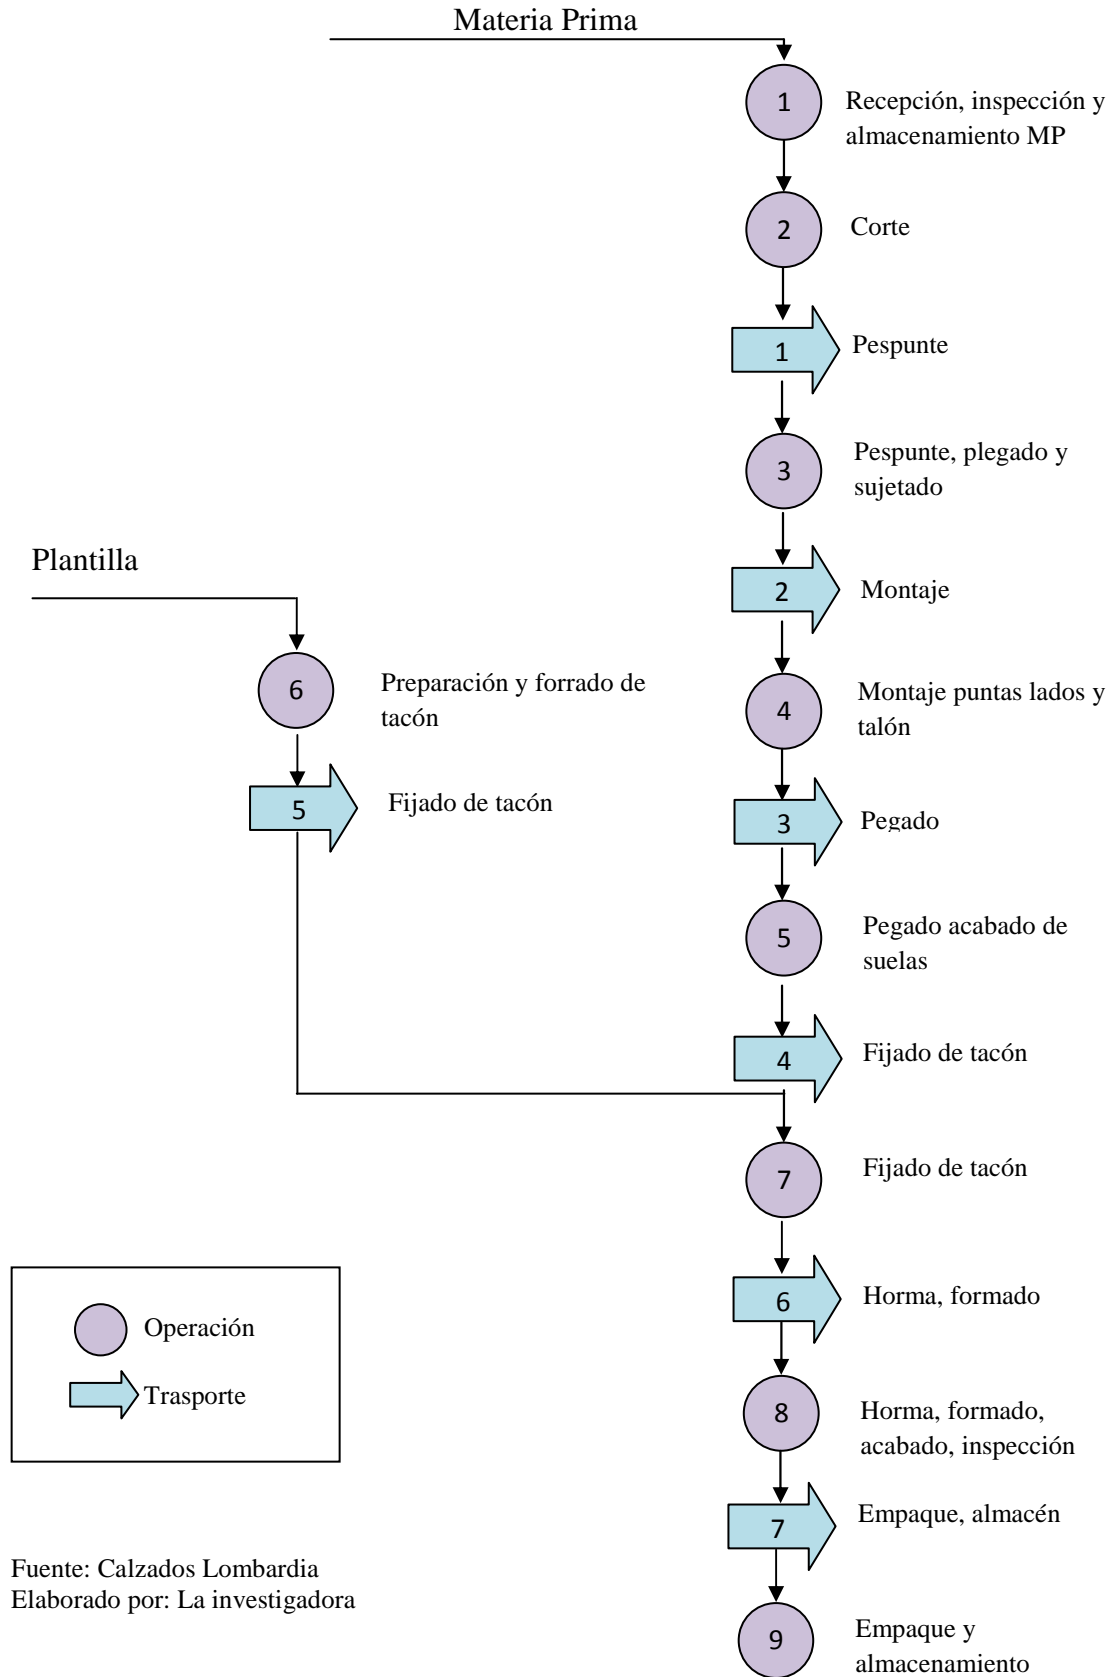 Materia Prima
1
Recepción, inspección y
almacenamiento MP
2
Corte
1
Pespunte
3
Pespunte, plegado y
sujetado
2
Montaje
Plantilla
6
Preparación y forrado de
tacón
5
Fijado de tacón
4
Montaje puntas lados y
talón
3
Pegado
5
Pegado acabado de
suelas
4
Fijado de tacón
7
Fijado de tacón
6
Horma, formado
8
Horma, formado,
acabado, inspección
7
Empaque, almacén
9
Empaque y
almacenamiento
Operación
Trasporte
Fuente: Calzados Lombardia
Elaborado por: La investigadora